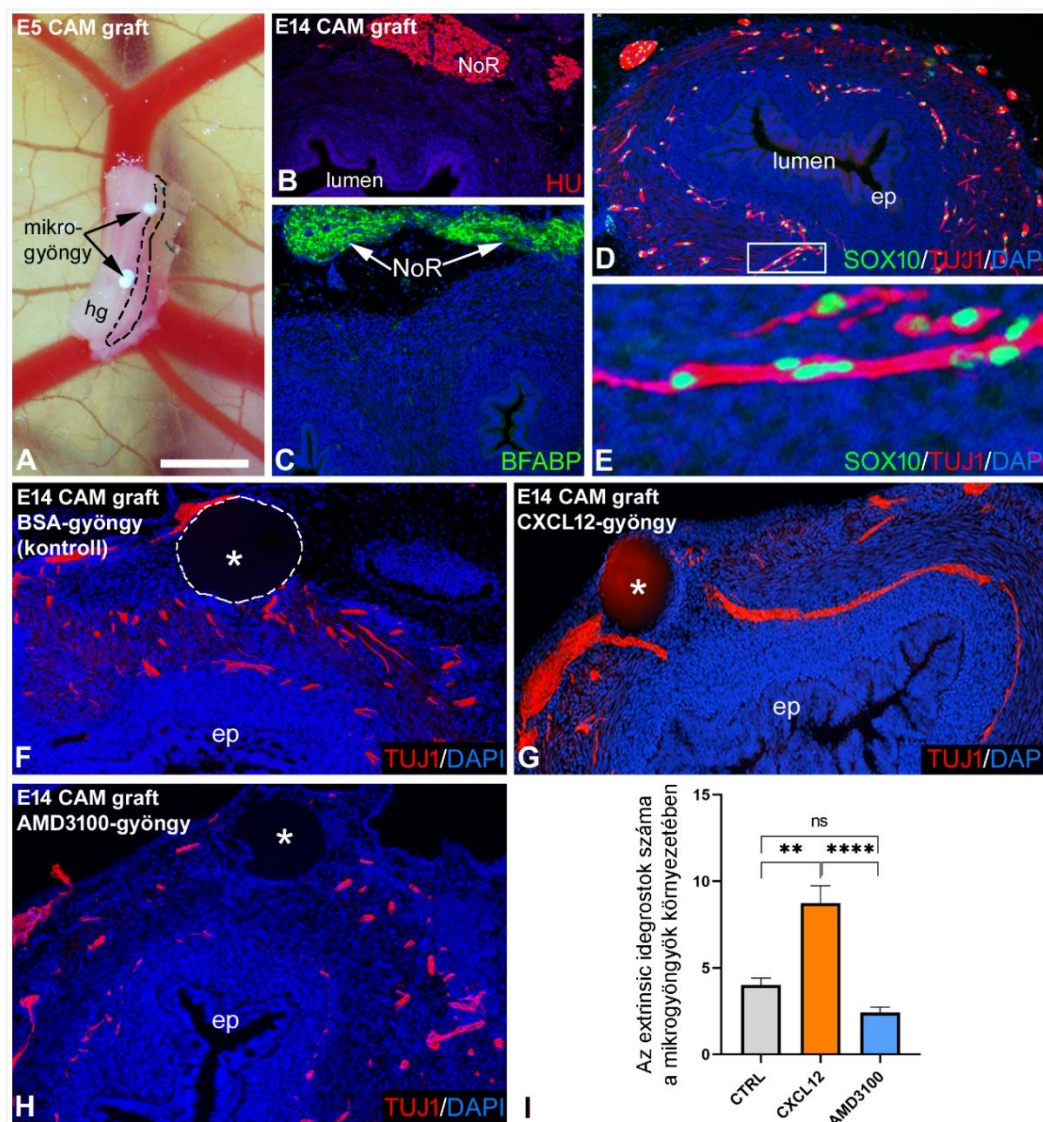 E5 CAM graft
mikro-
gyöngy
hg
A
E14 CAM graft
NoR
lumen
B
HU
NoR
C
BFABP
lumen
ep
D
SOX10/TUJ1/DAP
E
SOX10/TUJ1/DAP
E14 CAM graft
BSA-gyöngy
(kontroll)
*
ep
F
TUJ1/DAPI
E14 CAM graft
CXCL12-gyöngy
*
ep
G
TUJ1/DAP
E14 CAM graft
AMD3100-gyöngy
*
ep
H
TUJ1/DAPI
Az extrinsic idegrostok száma
a mikrogyöngyök környezetében
15
10
5
0
ns
** ****
CTRL
CXCL12
AMD3100
I